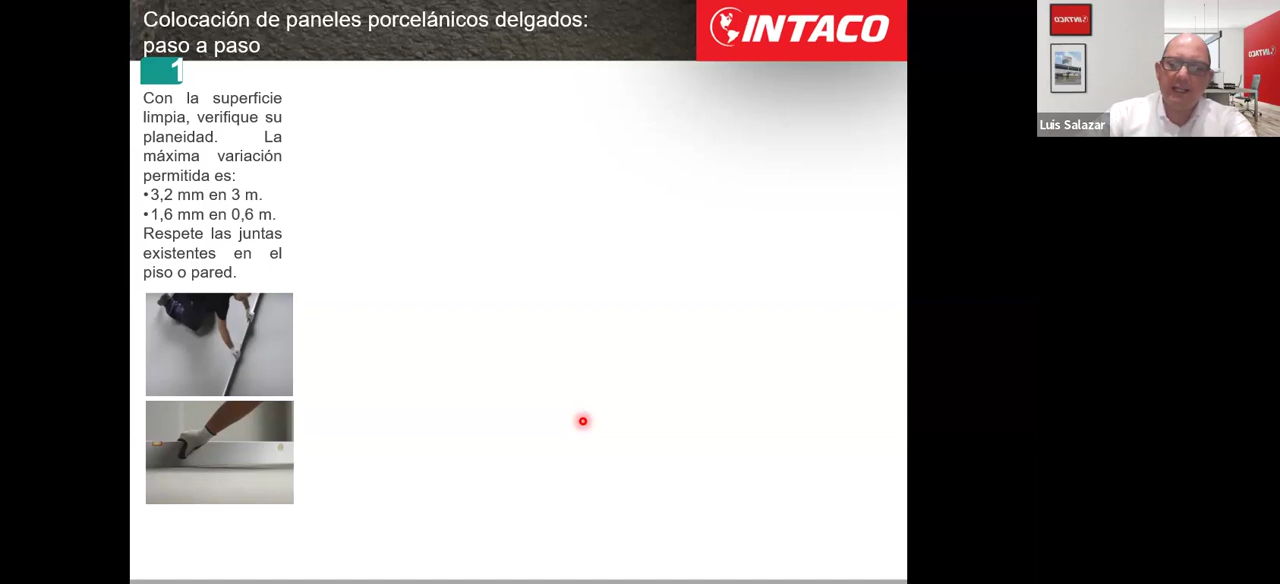 Colocación de paneles porcelánicos delgados:
paso a paso
INTACO
1
Con la superficie
limpia, verifique su
planeidad. La
máxima variación
permitida es:
•3,2 mm en 3 m.
•1,6 mm en 0,6 m.
Respete las juntas
existentes en el
piso o pared.
INTACO
INTACO
Luis Salazar